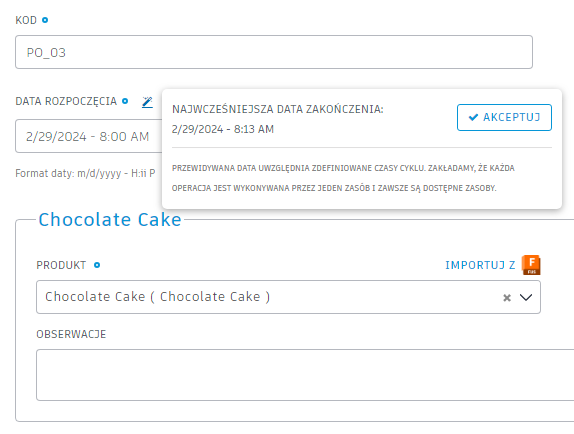 KOD
PO_03
DATA ROZPOCZĘCIA
2/29/2024 - 8:00 AM
Format daty: m/d/yyyy - H:ii P
NAJWCZEŚNIEJSZA DATA ZAKOŃCZENIA:
2/29/2024 - 8:13 AM
AKCEPTUJ
PRZEWIDYWANA DATA UWZGLĘDNIA ZDEFINIOWANE CZASY CYKLU. ZAKŁADAMY, ŻE KAŻDA
OPERACJA JEST WYKONYWANA PRZEZ JEDEN ZASÓB I ZAWSZE SĄ DOSTĘPNE ZASOBY.
Chocolate Cake
PRODUKT
IMPORTUJ Z
F
FUS
Chocolate Cake ( Chocolate Cake )
OBSERWACJE